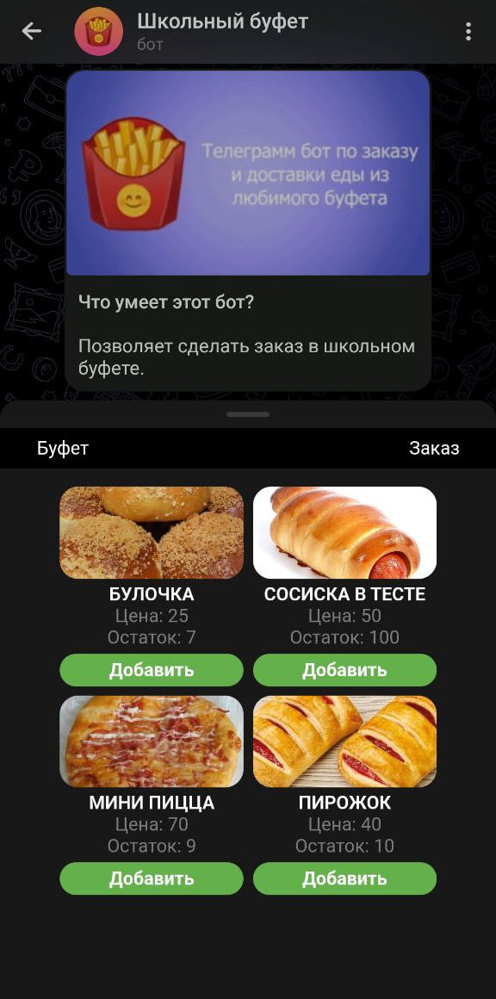 Школьный буфет
бот
Телеграмм бот по заказу
и доставки еды из
любимого буфета
Что умеет этот бот?
Позволяет сделать заказ в школьном
буфете.
Буфет
Заказ
БУЛОЧКА
Цена: 25
Остаток: 7
Добавить
СОСИСКА В ТЕСТЕ
Цена: 50
Остаток: 100
Добавить
МИНИ ПИЦЦА
Цена: 70
Остаток: 9
Добавить
ПИРОЖОК
Цена: 40
Остаток: 10
Добавить